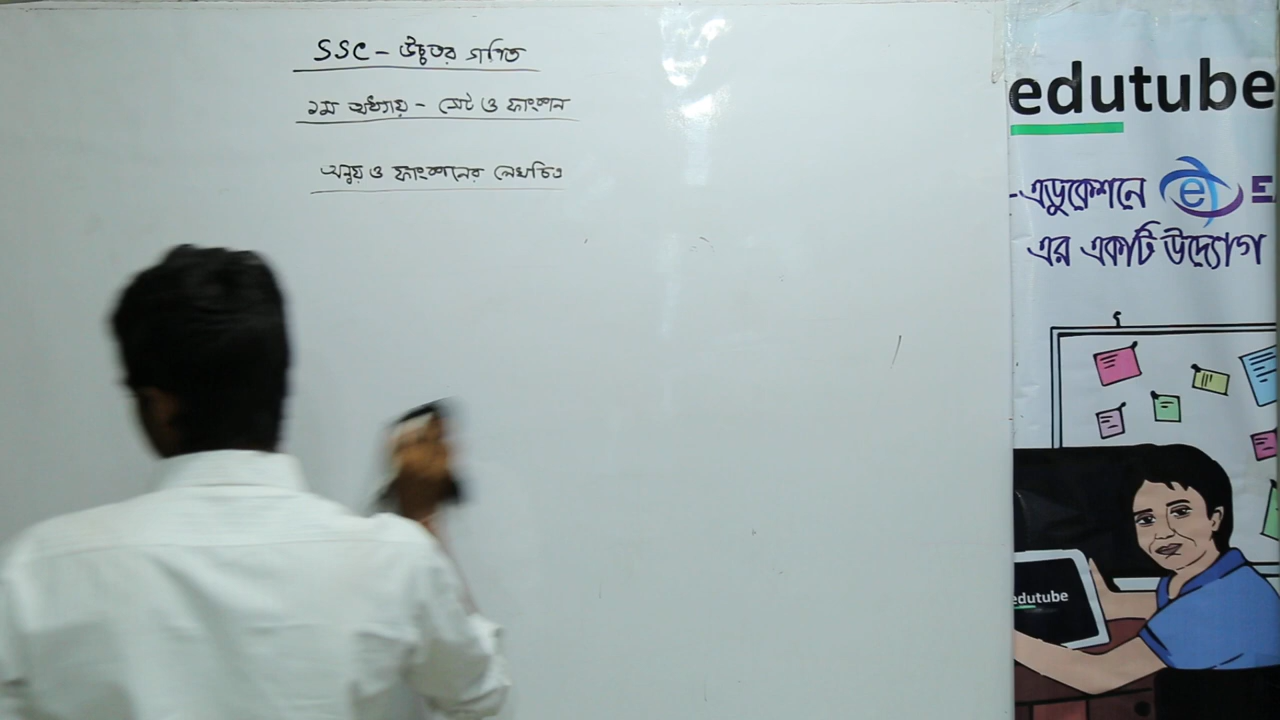 SSC - উচ্চতর গণিত
১ম অধ্যায় - সেট ও ফাংশন
অন্বয় ও ফাংশনের লেখচিত্র
edutube
-এডুকেশনে e E
এর একটি উদ্যোগ
edutube